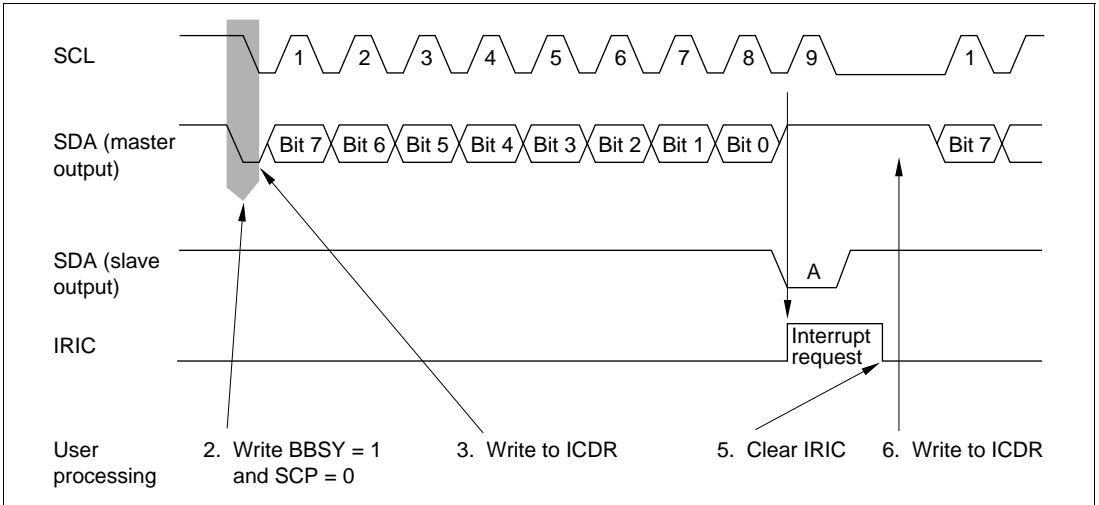 SCL
1 2 3 4 5 6 7 8 9 1
SDA (master
output)
Bit 7 Bit 6 Bit 5 Bit 4 Bit 3 Bit 2 Bit 1 Bit 0 Bit 7
SDA (slave
output)
A
IRIC
Interrupt
request
User
processing
2. Write BBSY = 1
and SCP = 0
3. Write to ICDR
5. Clear IRIC
6. Write to ICDR